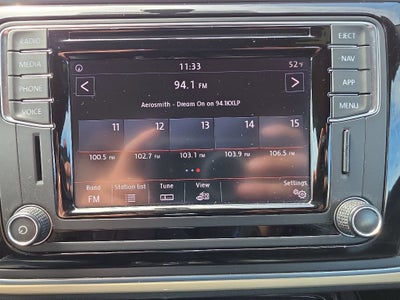 RADIO 11:33 52°F EJECT
MEDIA 94.1 FM NAV
PHONE Aerosmith - Dream On on 94.1KXLP APP
VOICE MENU
11 12 13 14 15
100.5 FM 102.7 FM 103.1 FM 103.9 FM 106.5 FM
Band Station list Tune View Settings
FM